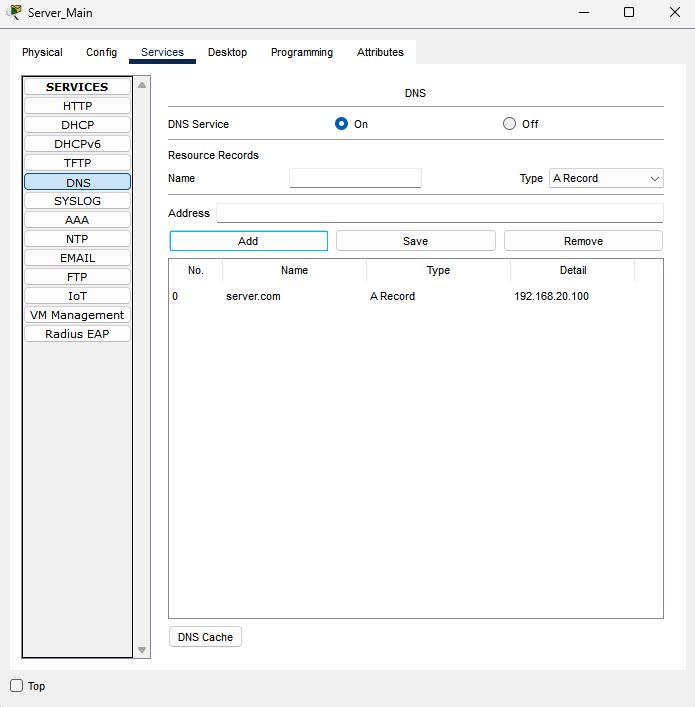 Server_Main
Physical Config Services Desktop Programming Attributes
SERVICES
HTTP
DHCP
DHCPv6
TFTP
DNS
SYSLOG
AAA
NTP
EMAIL
FTP
IoT
VM Management
Radius EAP
DNS
DNS Service On Off
Resource Records
Name Type A Record
Address
Add Save Remove
No. Name Type Detail
0 server.com A Record 192.168.20.100
DNS Cache
Top